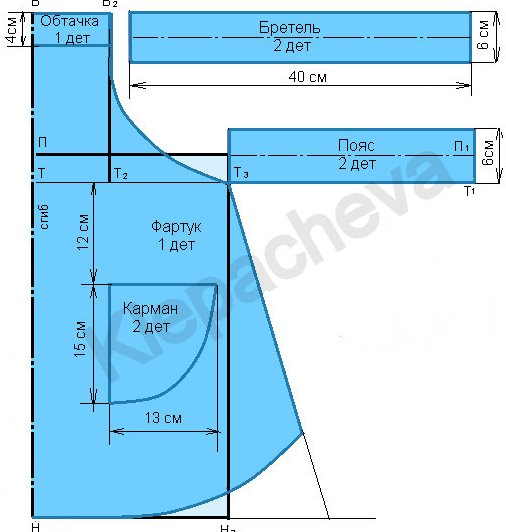 В В₂
Обтачка
1 дет
4см
Бретель
2 дет
6 см
40 см
П
Пояс
2 дет
П₁
6см
Т Т₂ Т₃
Т₁
сгиб
12 см
Фартук
1 дет
Карман
2 дет
15 см
13 см
Klepacheva
Н